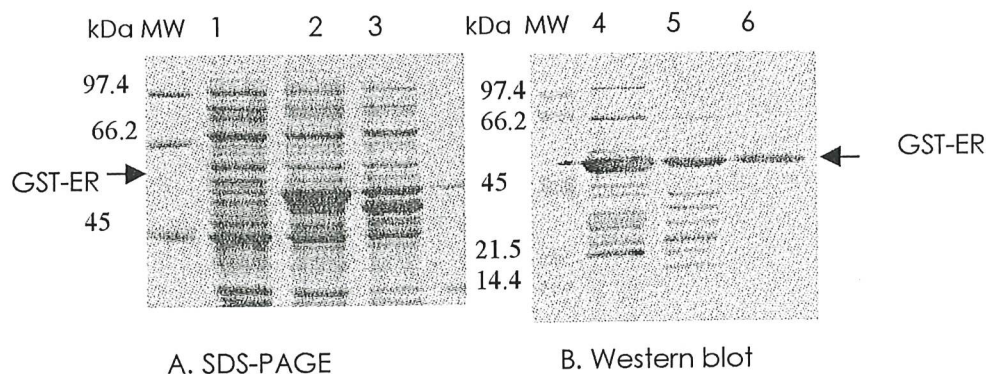 kDa MW 1 2 3
97.4
66.2
GST-ER
45
A. SDS-PAGE
kDa MW 4 5 6
97.4
66.2
GST-ER
45
21.5
14.4
B. Western blot